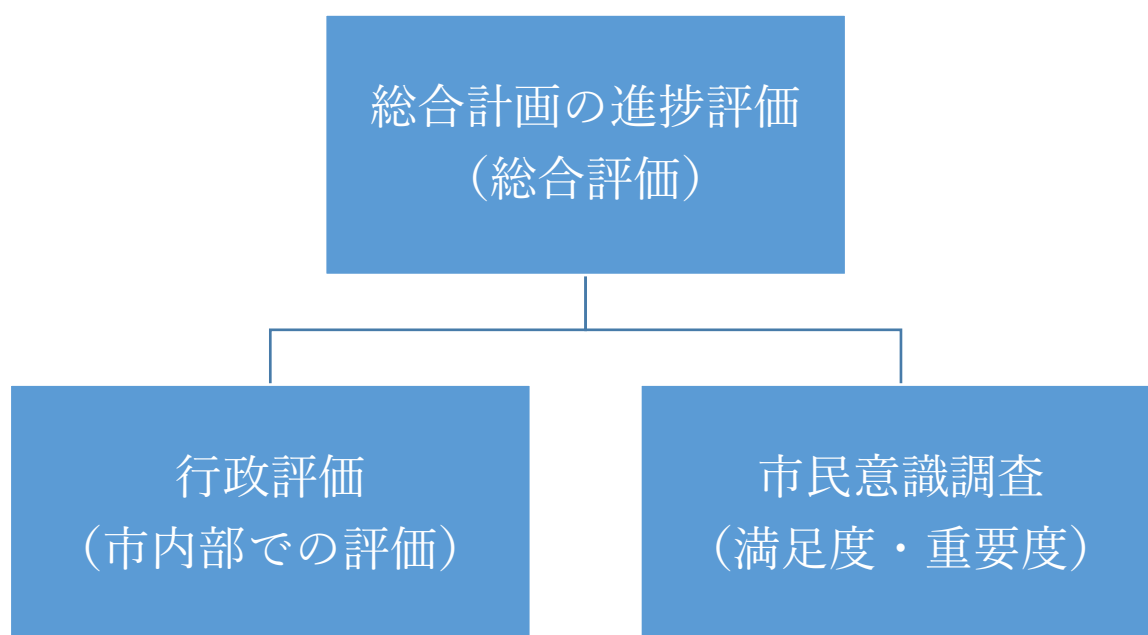 総合計画の進捗評価
（総合評価）
行政評価
（市内部での評価）
市民意識調査
（満足度・重要度）